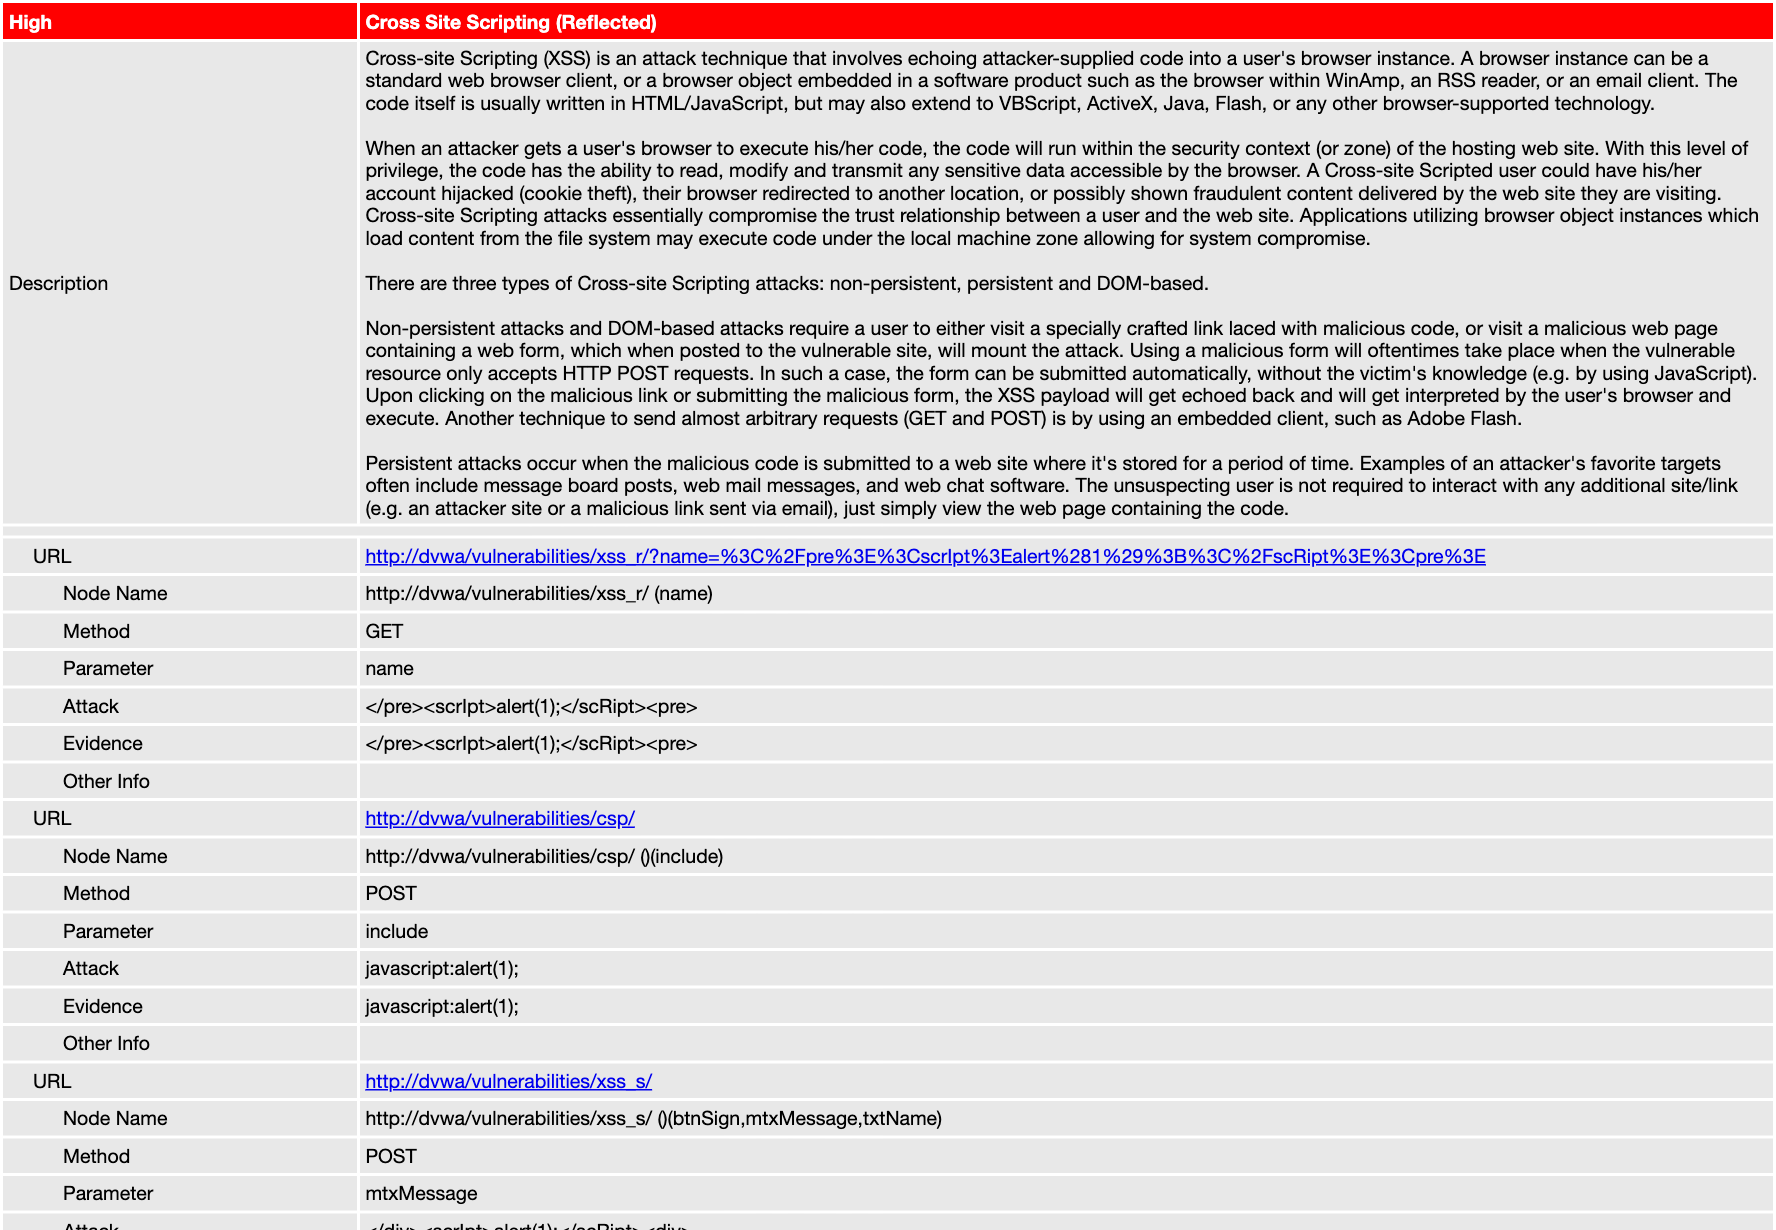 High Cross Site Scripting (Reflected)
Cross-site Scripting (XSS) is an attack technique that involves echoing attacker-supplied code into a user's browser instance. A browser instance can be a
standard web browser client, or a browser object embedded in a software product such as the browser within WinAmp, an RSS reader, or an email client. The
code itself is usually written in HTML/JavaScript, but may also extend to VBScript, ActiveX, Java, Flash, or any other browser-supported technology.
When an attacker gets a user's browser to execute his/her code, the code will run within the security context (or zone) of the hosting web site. With this level of
privilege, the code has the ability to read, modify and transmit any sensitive data accessible by the browser. A Cross-site Scripted user could have his/her
account hijacked (cookie theft), their browser redirected to another location, or possibly shown fraudulent content delivered by the web site they are visiting.
Cross-site Scripting attacks essentially compromise the trust relationship between a user and the web site. Applications utilizing browser object instances which
load content from the file system may execute code under the local machine zone allowing for system compromise.
Description There are three types of Cross-site Scripting attacks: non-persistent, persistent and DOM-based.
Non-persistent attacks and DOM-based attacks require a user to either visit a specially crafted link laced with malicious code, or visit a malicious web page
containing a web form, which when posted to the vulnerable site, will mount the attack. Using a malicious form will oftentimes take place when the vulnerable
resource only accepts HTTP POST requests. In such a case, the form can be submitted automatically, without the victim's knowledge (e.g. by using JavaScript).
Upon clicking on the malicious link or submitting the malicious form, the XSS payload will get echoed back and will get interpreted by the user's browser and
execute. Another technique to send almost arbitrary requests (GET and POST) is by using an embedded client, such as Adobe Flash.
Persistent attacks occur when the malicious code is submitted to a web site where it's stored for a period of time. Examples of an attacker's favorite targets
often include message board posts, web mail messages, and web chat software. The unsuspecting user is not required to interact with any additional site/link
(e.g. an attacker site or a malicious link sent via email), just simply view the web page containing the code.
URL http://dvwa/vulnerabilities/xss_r/?name=%3C%2Fpre%3E%3CscrIpt%3Ealert%281%29%3B%3C%2FscRipt%3E%3Cpre%3E
Node Name http://dvwa/vulnerabilities/xss_r/ (name)
Method GET
Parameter name
Attack </pre><scrIpt>alert(1);</scRipt><pre>
Evidence </pre><scrIpt>alert(1);</scRipt><pre>
Other Info
URL http://dvwa/vulnerabilities/csp/
Node Name http://dvwa/vulnerabilities/csp/ ()(include)
Method POST
Parameter include
Attack javascript:alert(1);
Evidence javascript:alert(1);
Other Info
URL http://dvwa/vulnerabilities/xss_s/
Node Name http://dvwa/vulnerabilities/xss_s/ ()(btnSign,mtxMessage,txtName)
Method POST
Parameter mtxMessage
Attack </div><scrIpt>alert(1);</scRipt><div>